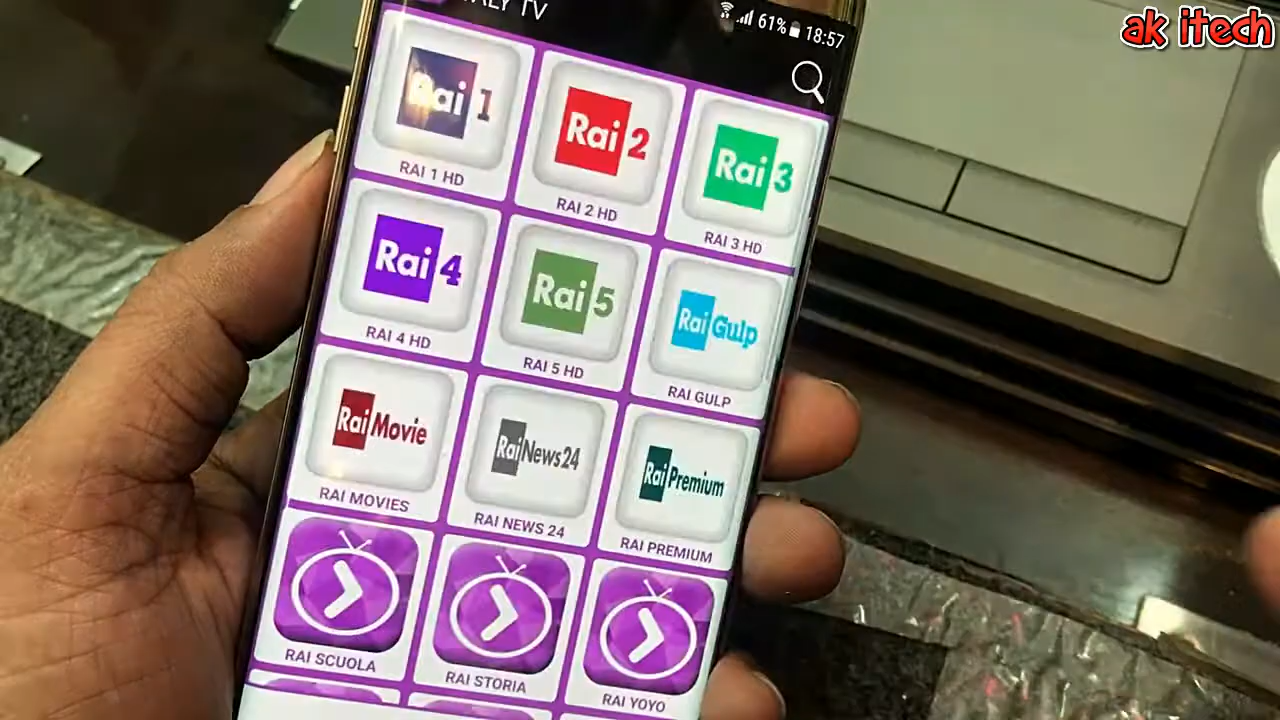 ak itech
TV
61% 18:57
Rai 1
Rai 2
Rai 3
RAI 1 HD
RAI 2 HD
RAI 3 HD
Rai 4
Rai 5
Rai Gulp
RAI 4 HD
RAI 5 HD
RAI GULP
Rai Movie
Rai News24
Rai Premium
RAI MOVIES
RAI NEWS 24
RAI PREMIUM
RAI SCUOLA
RAI STORIA
RAI YOYO